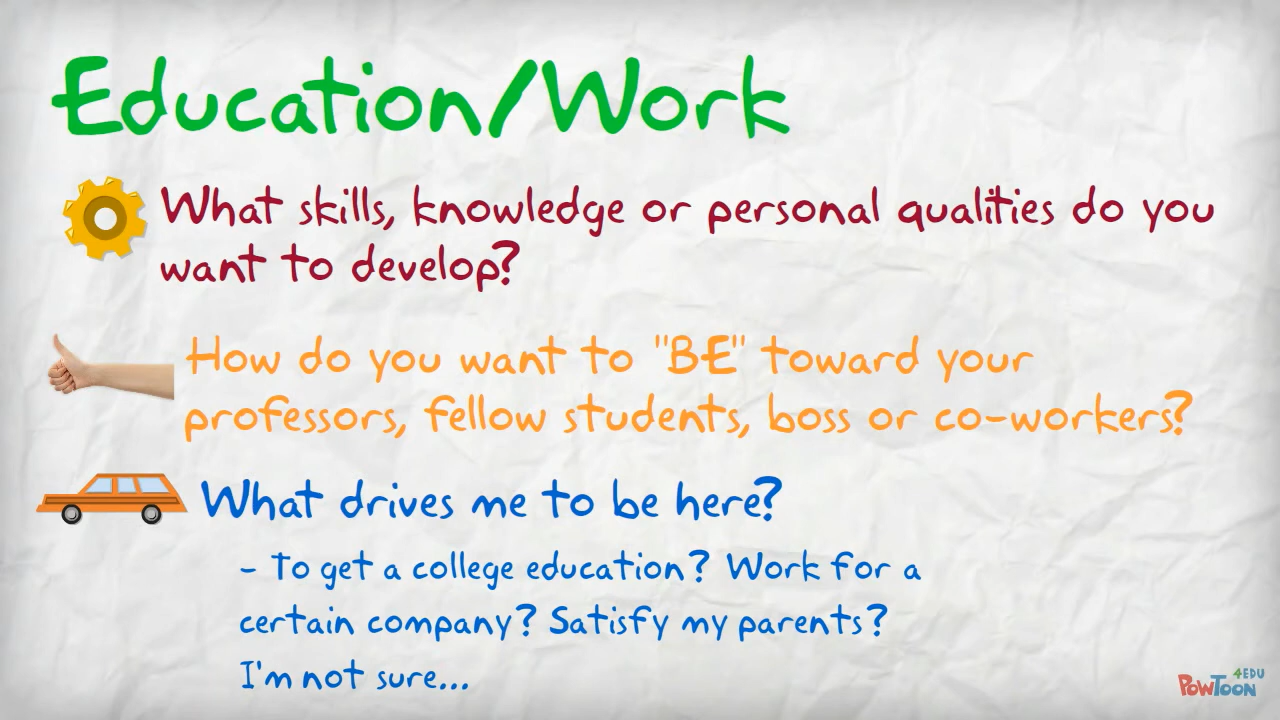 Education/Work
What skills, knowledge or personal qualities do you
want to develop?
How do you want to "BE" toward your
professors, fellow students, boss or co-workers?
What drives me to be here?
- To get a college education? Work for a
certain company? Satisfy my parents?
I'm not sure...
4EDU
POWTOON